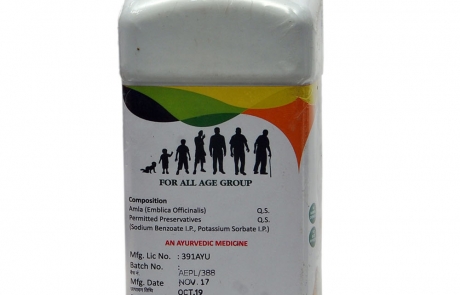 FOR ALL AGE GROUP
Composition
Amla (Emblica Officinalis) Q.S.
Permitted Preservatives Q.S.
(Sodium Benzoate I.P., Potassium Sorbate I.P.)
AN AYURVEDIC MEDICINE
Mfg. Lic No. : 391AYU
Batch No. :
बैच नं. AEPL/388
Mfg. Date : NOV. 17
OCT.19